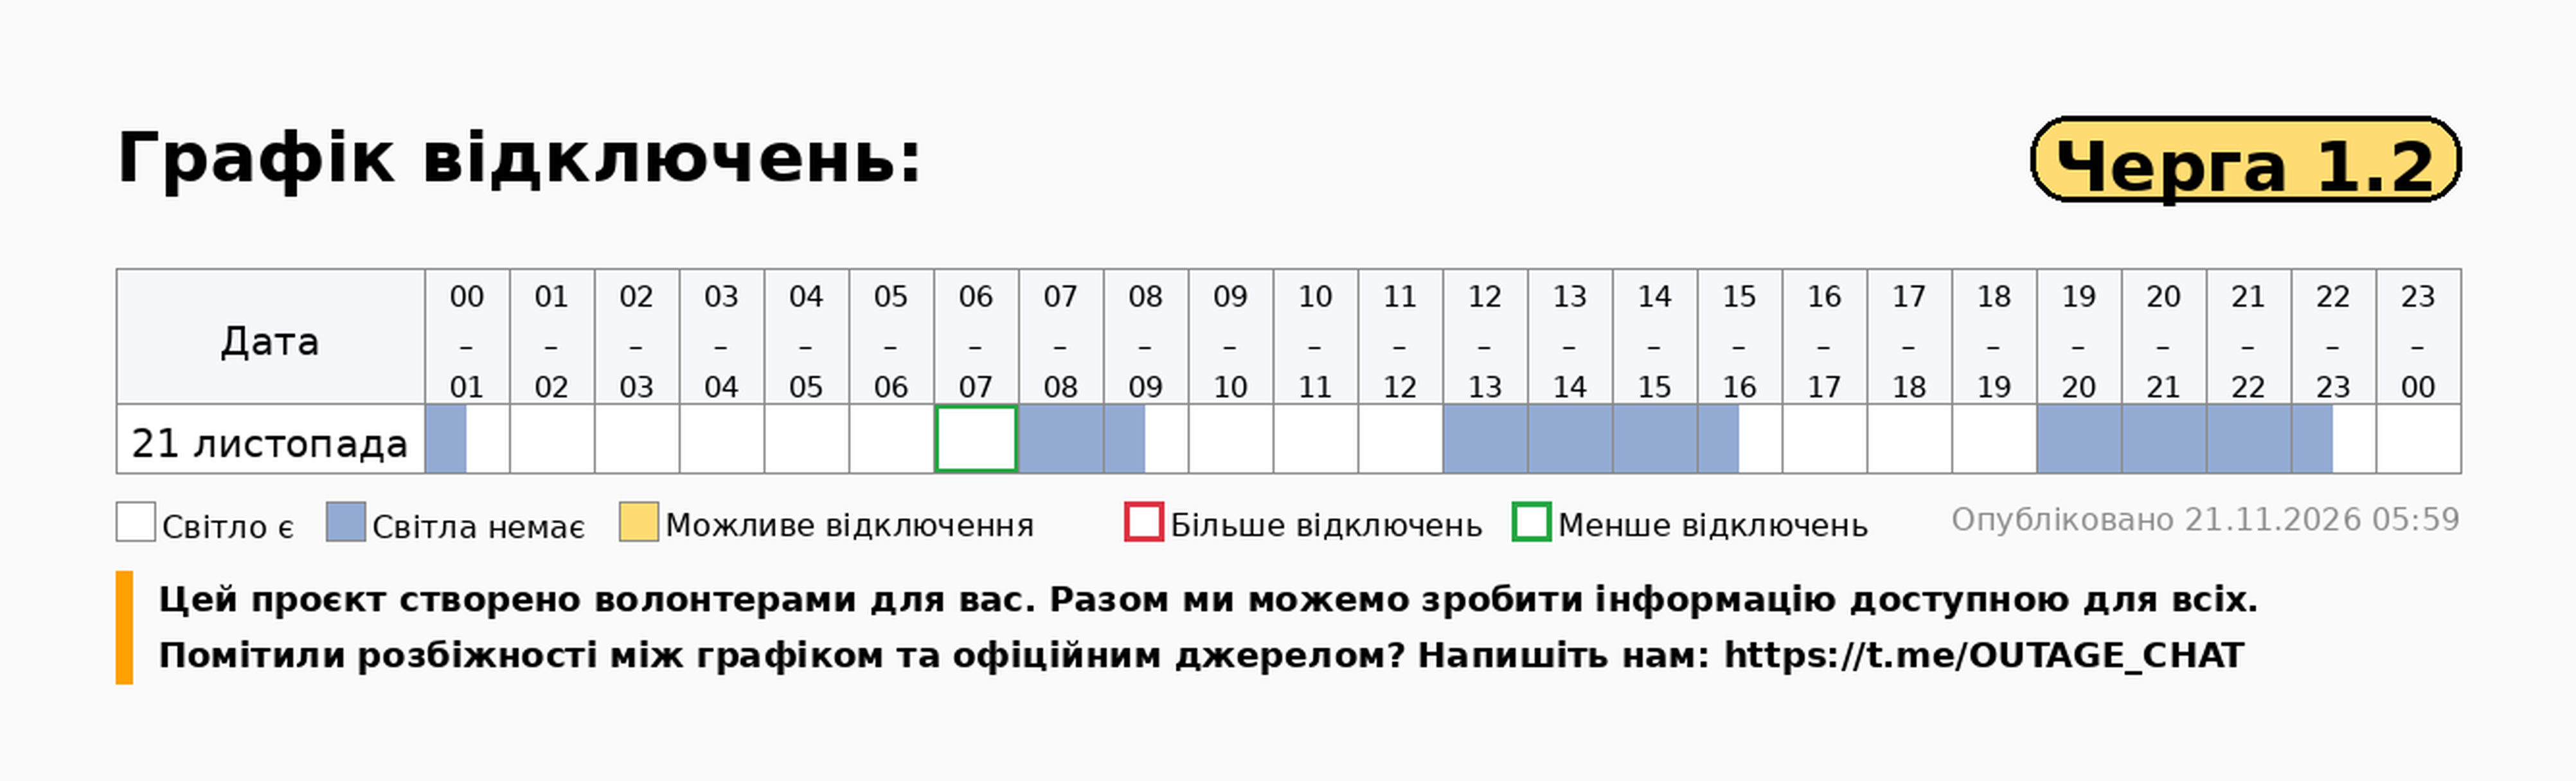 Графік відключень:
Черга 1.2
Дата
00 – 01
01 – 02
02 – 03
03 – 04
04 – 05
05 – 06
06 – 07
07 – 08
08 – 09
09 – 10
10 – 11
11 – 12
12 – 13
13 – 14
14 – 15
15 – 16
16 – 17
17 – 18
18 – 19
19 – 20
20 – 21
21 – 22
22 – 23
23 – 00
21 листопада
Світло є
Світла немає
Можливе відключення
Більше відключень
Менше відключень
Опубліковано 21.11.2026 05:59
Цей проєкт створено волонтерами для вас. Разом ми можемо зробити інформацію доступною для всіх.
Помітили розбіжності між графіком та офіційним джерелом? Напишіть нам: https://t.me/OUTAGE_CHAT